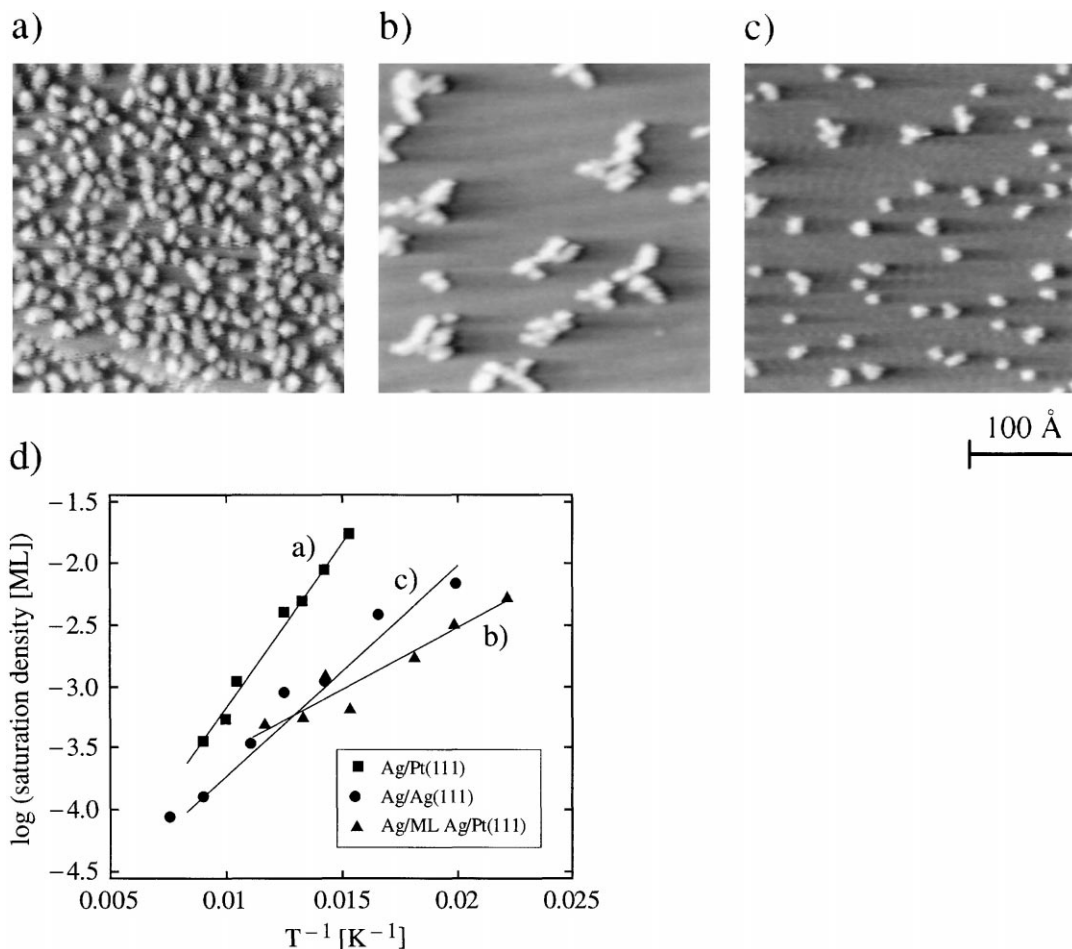 a)
b)
c)
100 Å
d)
log (saturation density [ML])
−1.5
−2.0
−2.5
−3.0
−3.5
−4.0
−4.5
a)
c)
b)
Ag/Pt(111)
Ag/Ag(111)
Ag/ML Ag/Pt(111)
0.005
0.01
0.015
0.02
0.025
T⁻¹ [K⁻¹]